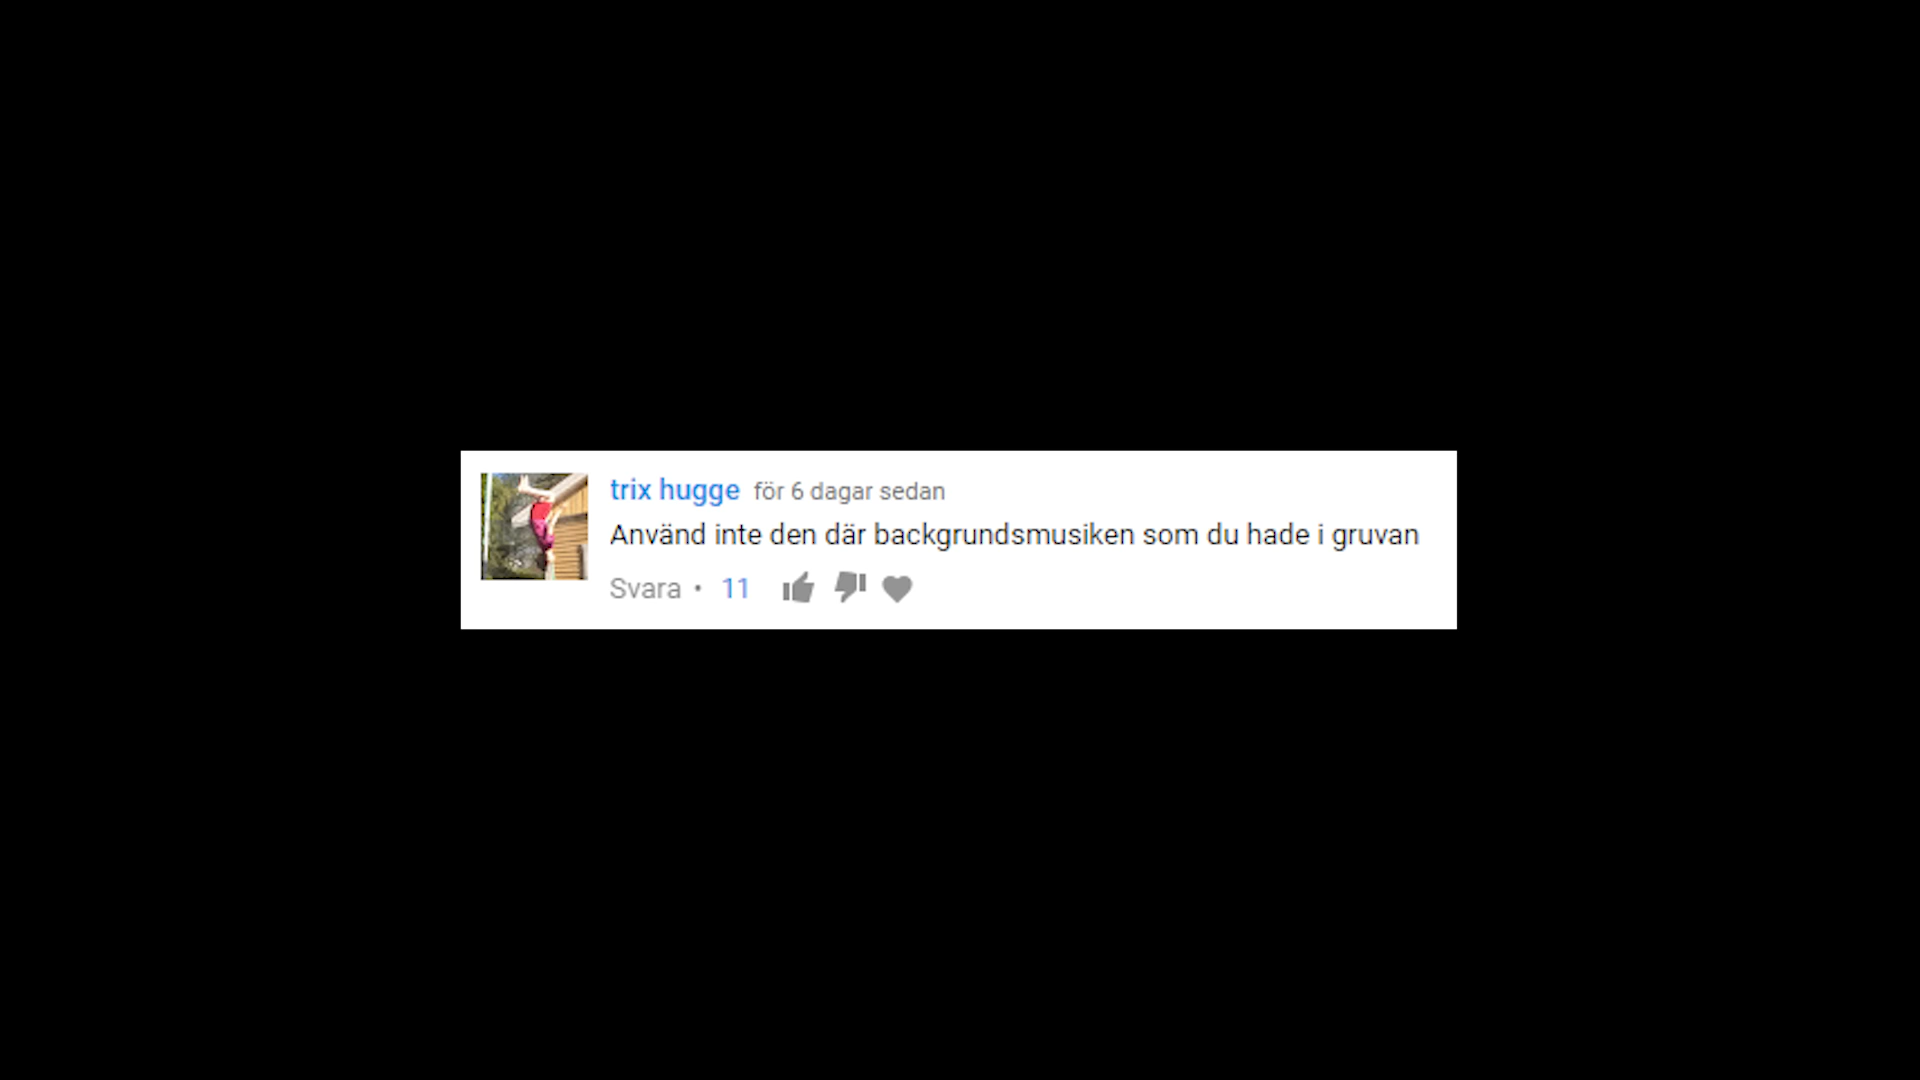 trix hugge för 6 dagar sedan
Använd inte den där backgrundsmusiken som du hade i gruvan
Svara • 11